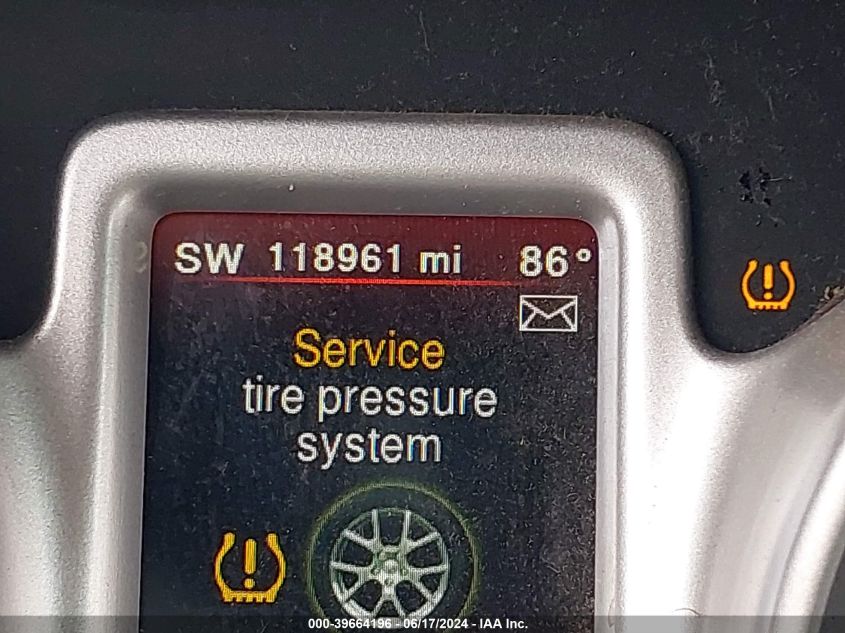 SW 118961 mi 86°
Service
tire pressure
system
000-39664196 - 06/17/2024 - IAA Inc.